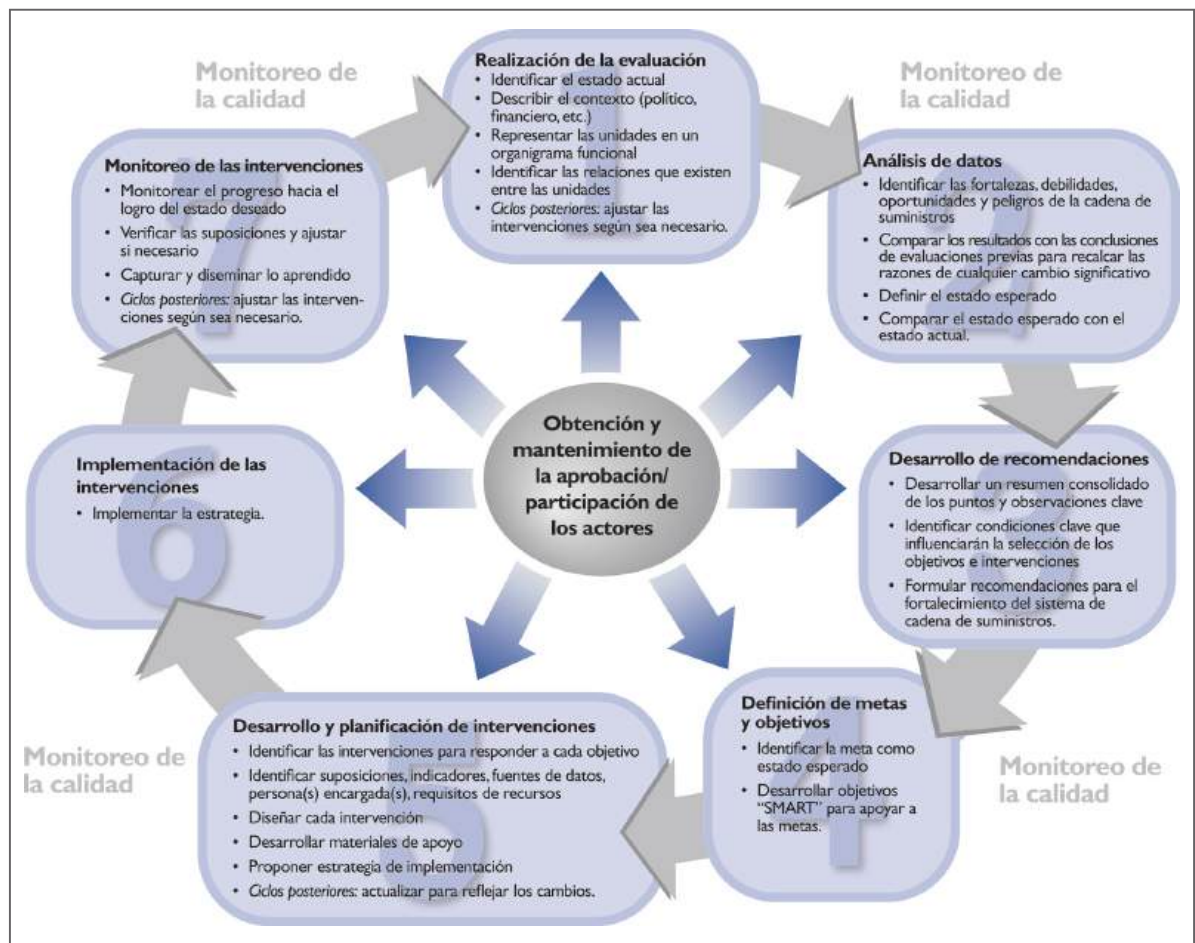 Monitoreo de
la calidad
Realización de la evaluación
• Identificar el estado actual
• Describir el contexto (político,
financiero, etc.)
• Representar las unidades en un
organigrama funcional
• Identificar las relaciones que existen
entre las unidades
• Ciclos posteriores: ajustar las
intervenciones según sea necesario.
1
Monitoreo de
la calidad
Análisis de datos
• Identificar las fortalezas, debilidades,
oportunidades y peligros de la cadena de
suministros
• Comparar los resultados con las conclusiones
de evaluaciones previas para recalcar las
razones de cualquier cambio significativo
• Definir el estado esperado
• Comparar el estado esperado con el
estado actual.
2
Desarrollo de recomendaciones
• Desarrollar un resumen consolidado
de los puntos y observaciones clave
• Identificar condiciones clave que
influenciarán la selección de los
objetivos e intervenciones
• Formular recomendaciones para el
fortalecimiento del sistema de
cadena de suministros.
3
Monitoreo de
la calidad
Definición de metas
y objetivos
• Identificar la meta como
estado esperado
• Desarrollar objetivos
“SMART” para apoyar a
las metas.
4
Desarrollo y planificación de intervenciones
• Identificar las intervenciones para responder a cada objetivo
• Identificar suposiciones, indicadores, fuentes de datos,
persona(s) encargada(s), requisitos de recursos
• Diseñar cada intervención
• Desarrollar materiales de apoyo
• Proponer estrategia de implementación
• Ciclos posteriores: actualizar para reflejar los cambios.
5
Monitoreo de
la calidad
Implementación de las
intervenciones
• Implementar la estrategia.
6
Monitoreo de las intervenciones
• Monitorear el progreso hacia el
logro del estado deseado
• Verificar las suposiciones y ajustar
si necesario
• Capturar y diseminar lo aprendido
• Ciclos posteriores: ajustar las interven-
ciones según sea necesario.
7
Obtención y
mantenimiento de
la aprobación/
participación de
los actores